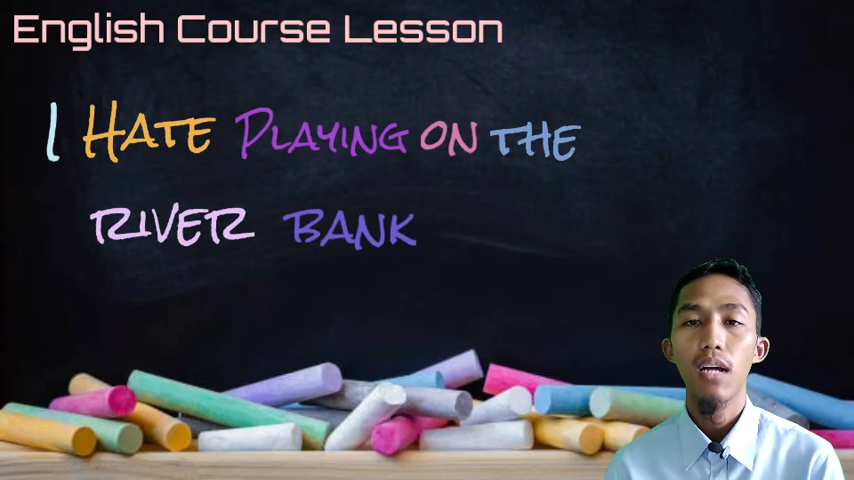 English Course Lesson
I HATE PLAYING ON THE
RIVER BANK